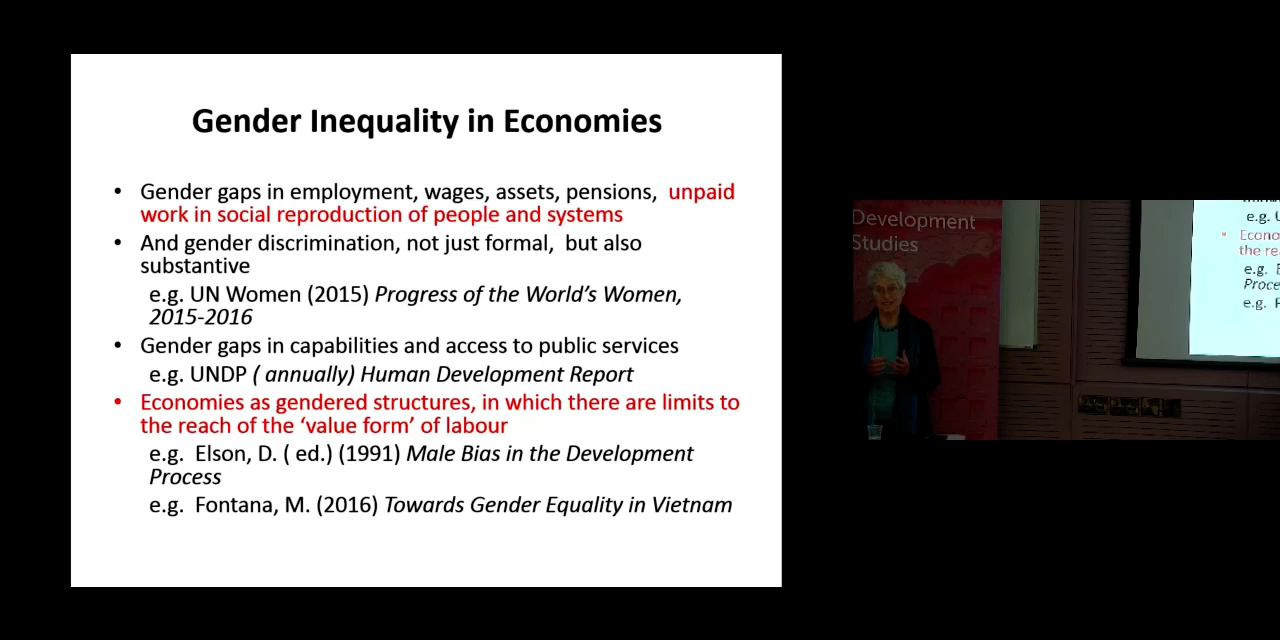 Gender Inequality in Economies
• Gender gaps in employment, wages, assets, pensions, unpaid
work in social reproduction of people and systems
• And gender discrimination, not just formal, but also
substantive
e.g. UN Women (2015) Progress of the World's Women,
2015-2016
• Gender gaps in capabilities and access to public services
e.g. UNDP ( annually) Human Development Report
• Economies as gendered structures, in which there are limits to
the reach of the 'value form' of labour
e.g. Elson, D. ( ed.) (1991) Male Bias in the Development
Process
e.g. Fontana, M. (2016) Towards Gender Equality in Vietnam
Development
Studies
e.g. U
• Econo
the re
e.g. E
Proce
e.g. F